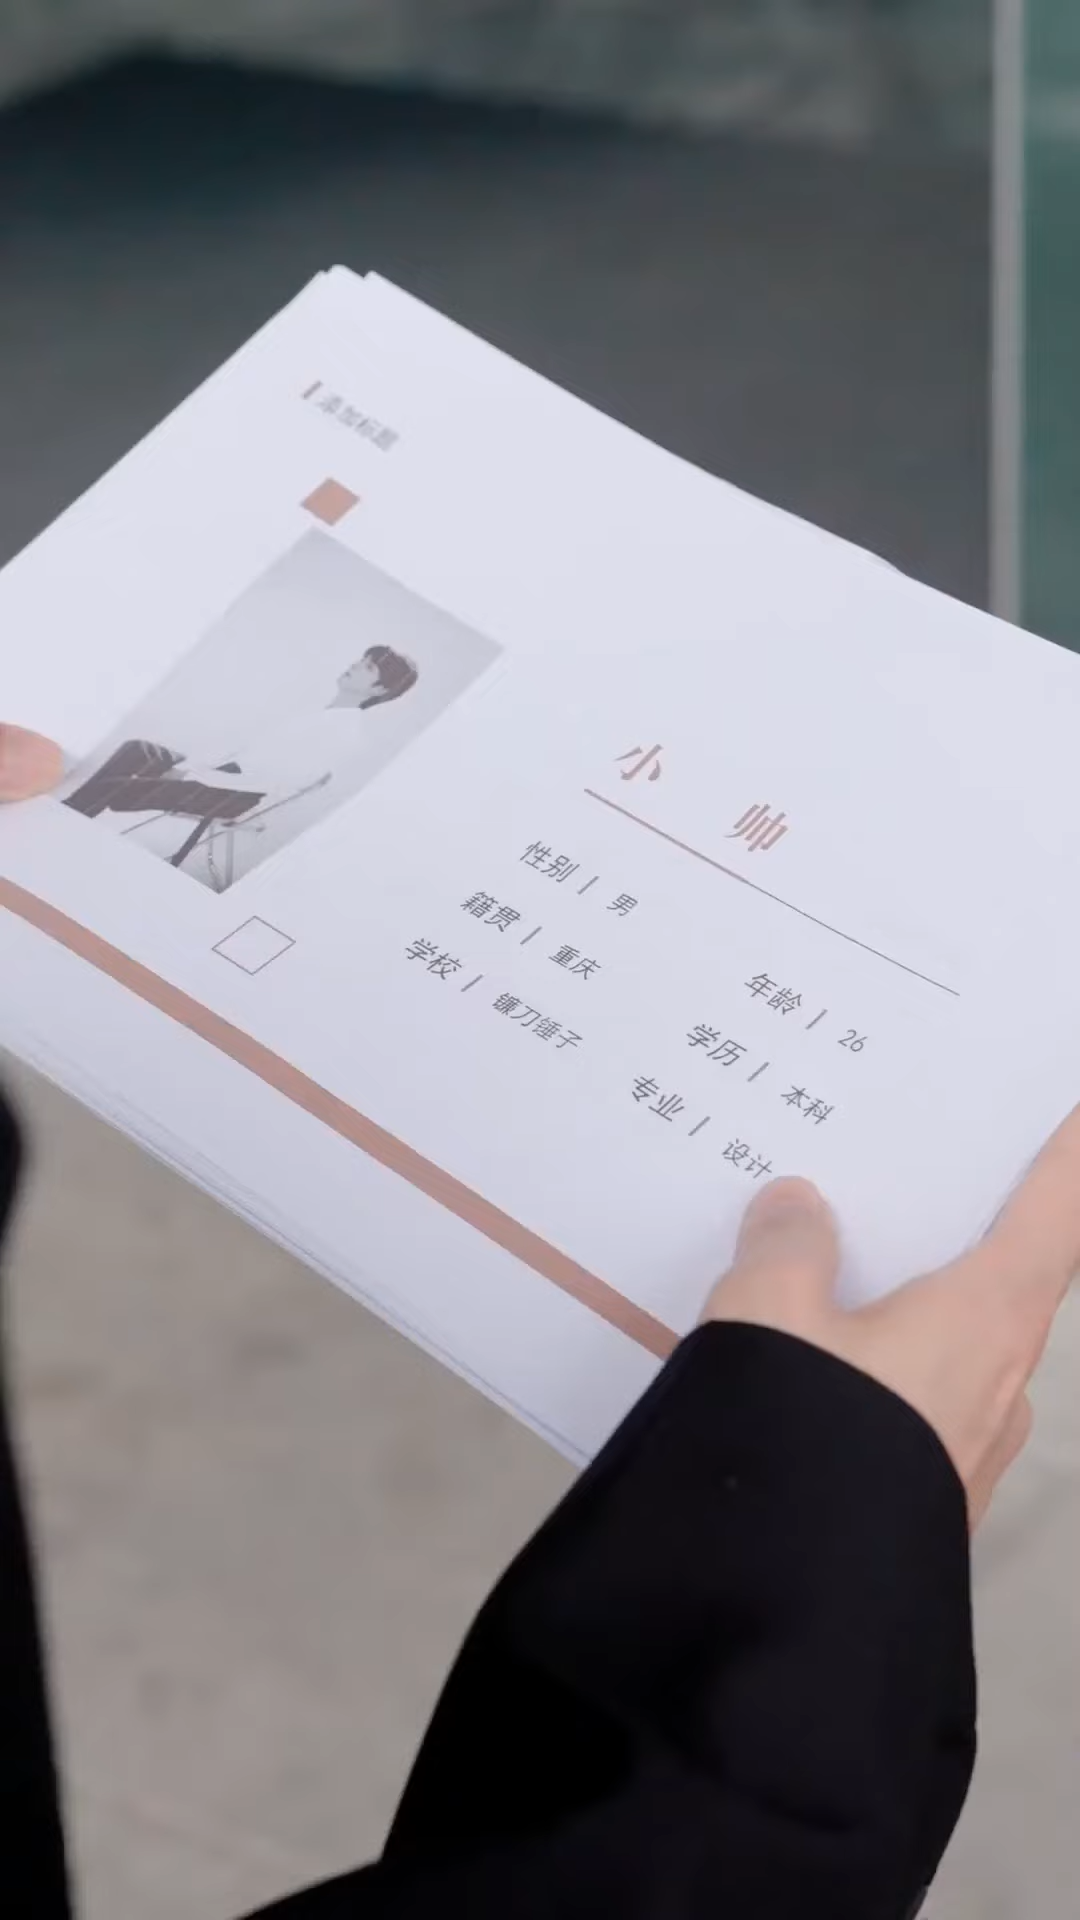 添加标题
小 帅
性别 | 男
年龄 | 26
籍贯 | 重庆
学历 | 本科
学校 | 镰刀锤子
专业 | 设计